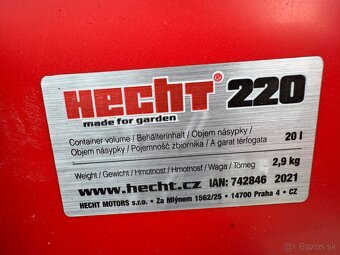 HECHT® 220
made for garden
Container volume / Behälterinhalt / Objem násypky /
Objem násypky / Pojemność zbiornika / A garat térfogata
20 l
Weight / Gewicht / Hmotnost / Hmotnosť / Waga / Tömeg
2,9 kg
www.hecht.cz IAN: 742846 2021
HECHT MOTORS s.r.o. • Za Mlýnem 1562/25 • 14700 Praha 4 • CZ
bazos.sk